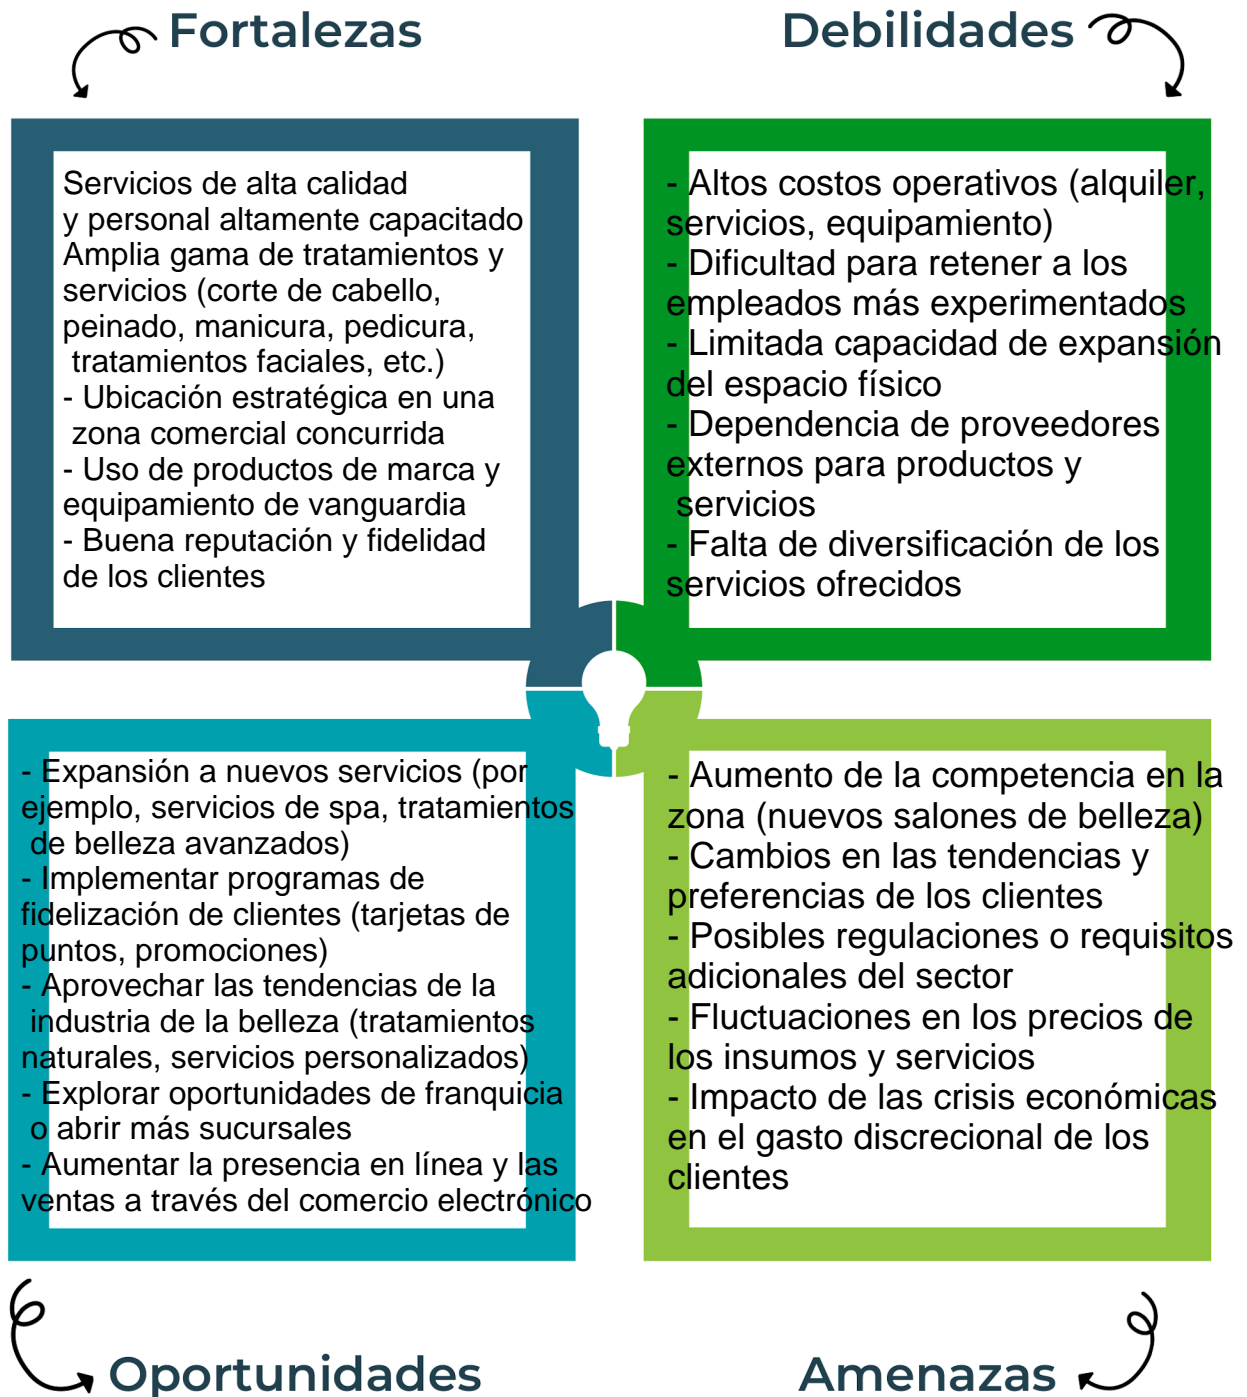 Fortalezas
Servicios de alta calidad
y personal altamente capacitado
Amplia gama de tratamientos y
servicios (corte de cabello,
peinado, manicura, pedicura,
tratamientos faciales, etc.)
- Ubicación estratégica en una
zona comercial concurrida
- Uso de productos de marca y
equipamiento de vanguardia
- Buena reputación y fidelidad
de los clientes
Debilidades
- Altos costos operativos (alquiler,
servicios, equipamiento)
- Dificultad para retener a los
empleados más experimentados
- Limitada capacidad de expansión
del espacio físico
- Dependencia de proveedores
externos para productos y
servicios
- Falta de diversificación de los
servicios ofrecidos
- Expansión a nuevos servicios (por
ejemplo, servicios de spa, tratamientos
de belleza avanzados)
- Implementar programas de
fidelización de clientes (tarjetas de
puntos, promociones)
- Aprovechar las tendencias de la
industria de la belleza (tratamientos
naturales, servicios personalizados)
- Explorar oportunidades de franquicia
o abrir más sucursales
- Aumentar la presencia en línea y las
ventas a través del comercio electrónico
Oportunidades
- Aumento de la competencia en la
zona (nuevos salones de belleza)
- Cambios en las tendencias y
preferencias de los clientes
- Posibles regulaciones o requisitos
adicionales del sector
- Fluctuaciones en los precios de
los insumos y servicios
- Impacto de las crisis económicas
en el gasto discrecional de los
clientes
Amenazas